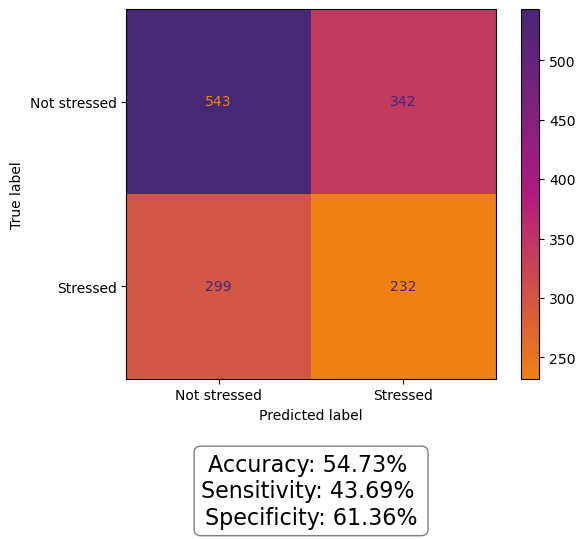 True label
Not stressed
543
342
Stressed
299
232
Not stressed
Stressed
Predicted label
500
450
400
350
300
250
Accuracy: 54.73%
Sensitivity: 43.69%
Specificity: 61.36%